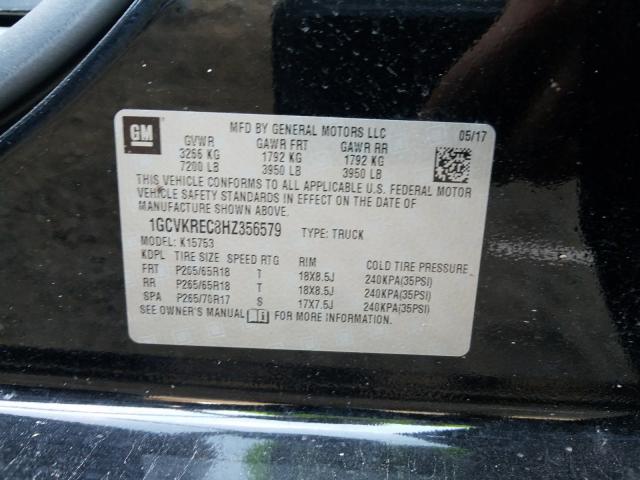 GM
MFD BY GENERAL MOTORS LLC 05/17
GVWR GAWR FRT GAWR RR
3266 KG 1792 KG 1792 KG
7200 LB 3950 LB 3950 LB
THIS VEHICLE CONFORMS TO ALL APPLICABLE U.S. FEDERAL MOTOR
VEHICLE SAFETY STANDARDS IN EFFECT ON THE DATE OF
MANUFACTURE SHOWN ABOVE.
1GCVKREC8HZ356579 TYPE: TRUCK
MODEL: K15753
KDPL TIRE SIZE SPEED RTG RIM COLD TIRE PRESSURE
FRT P265/65R18 T 18X8.5J 240KPA(35PSI)
RR P265/65R18 T 18X8.5J 240KPA(35PSI)
SPA P265/70R17 S 17X7.5J 240KPA(35PSI)
SEE OWNER'S MANUAL FOR MORE INFORMATION.